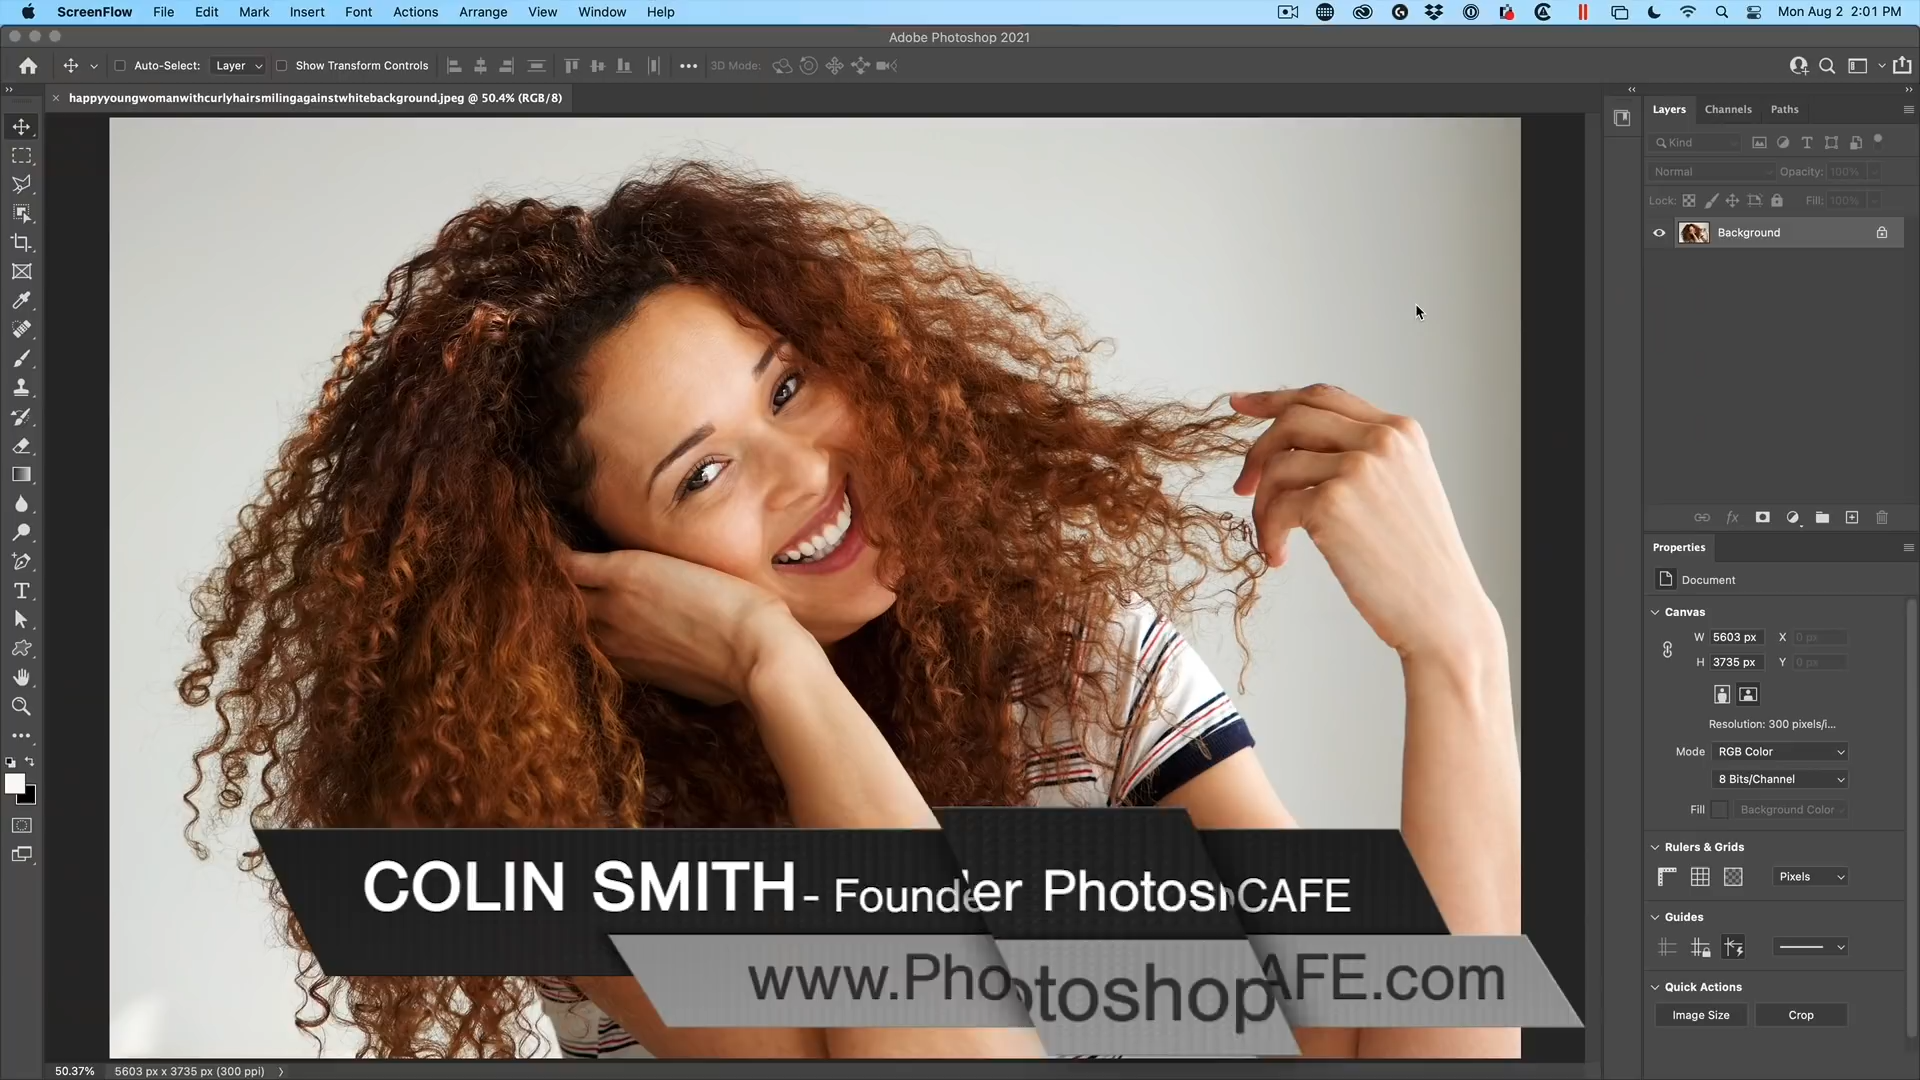 ScreenFlow File Edit Mark Insert Font Actions Arrange View Window Help Mon Aug 2 2:01 PM
Adobe Photoshop 2021
Auto-Select: Layer Show Transform Controls 3D Mode:
happyyoungwomanwithcurlyhairsmilingagainstwhitebackground.jpeg @ 50.4% (RGB/8)
Layers Channels Paths
Kind
Normal Opacity: 100%
Lock: Fill: 100%
Background
Properties
Document
Canvas
W 5603 px X 0 px
H 3735 px Y 0 px
Resolution: 300 pixels/i...
Mode RGB Color
8 Bits/Channel
Fill Background Color
Rulers & Grids
Pixels
Guides
Quick Actions
Image Size Crop
COLIN SMITH - Founder PhotoshopCAFE
www.PhotoshopCAFE.com
50.37% 5603 px x 3735 px (300 ppi)